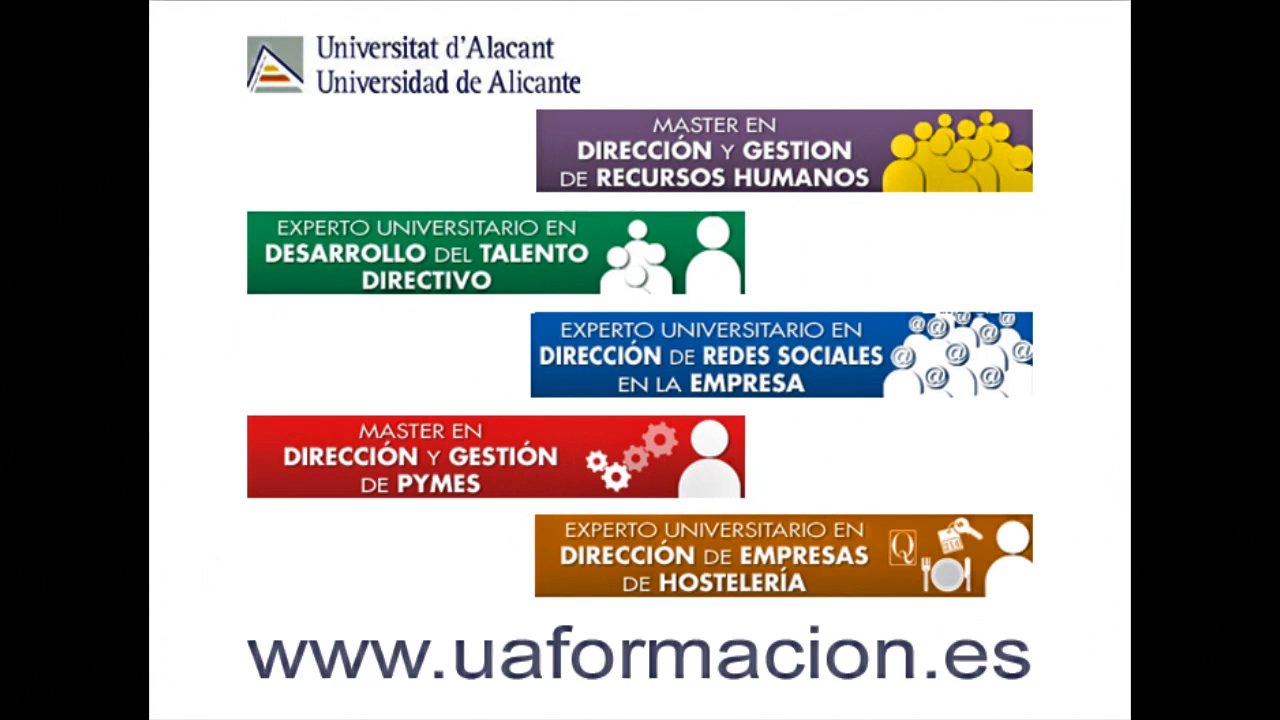 Universitat d'Alacant
Universidad de Alicante
MASTER EN
DIRECCIÓN Y GESTION
DE RECURSOS HUMANOS
EXPERTO UNIVERSITARIO EN
DESARROLLO DEL TALENTO
DIRECTIVO
EXPERTO UNIVERSITARIO EN
DIRECCIÓN DE REDES SOCIALES
EN LA EMPRESA
@ @ @ @ @ @ @ @ @
MASTER EN
DIRECCIÓN Y GESTIÓN
DE PYMES
EXPERTO UNIVERSITARIO EN
DIRECCIÓN DE EMPRESAS
DE HOSTELERÍA
Q
www.uaformacion.es